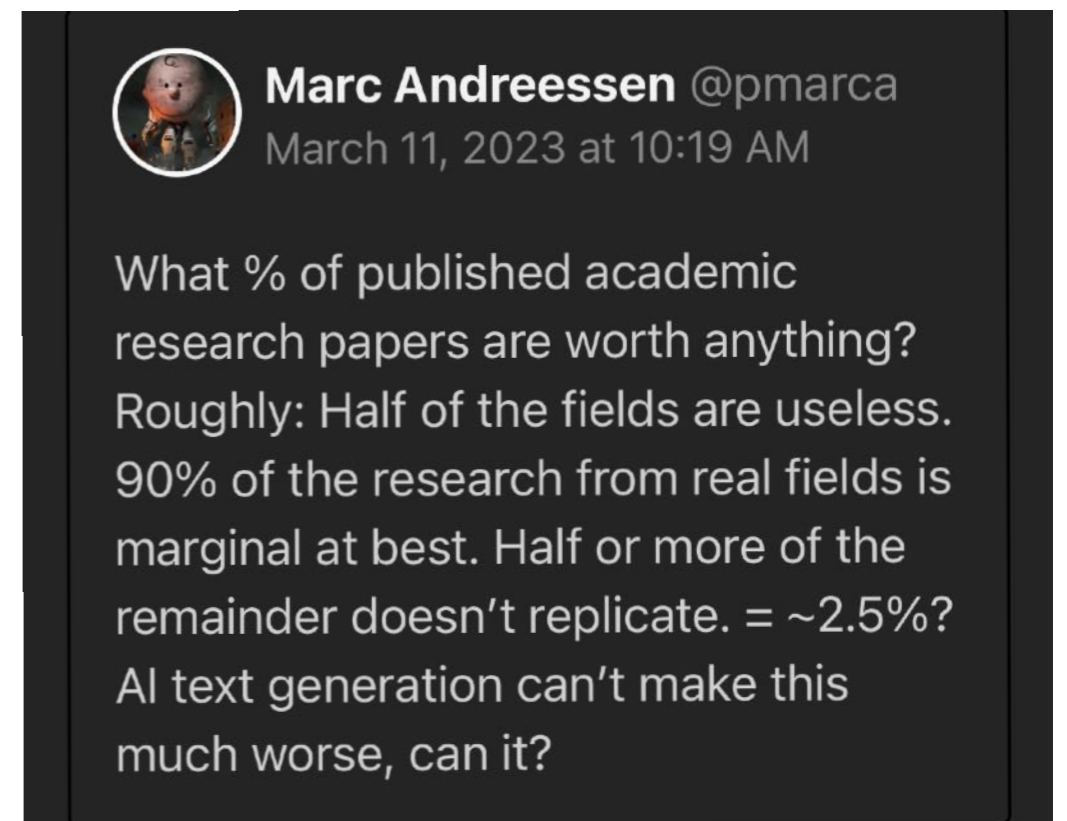 Marc Andreessen @pmarca
March 11, 2023 at 10:19 AM
What % of published academic
research papers are worth anything?
Roughly: Half of the fields are useless.
90% of the research from real fields is
marginal at best. Half or more of the
remainder doesn’t replicate. = ~2.5%?
AI text generation can’t make this
much worse, can it?